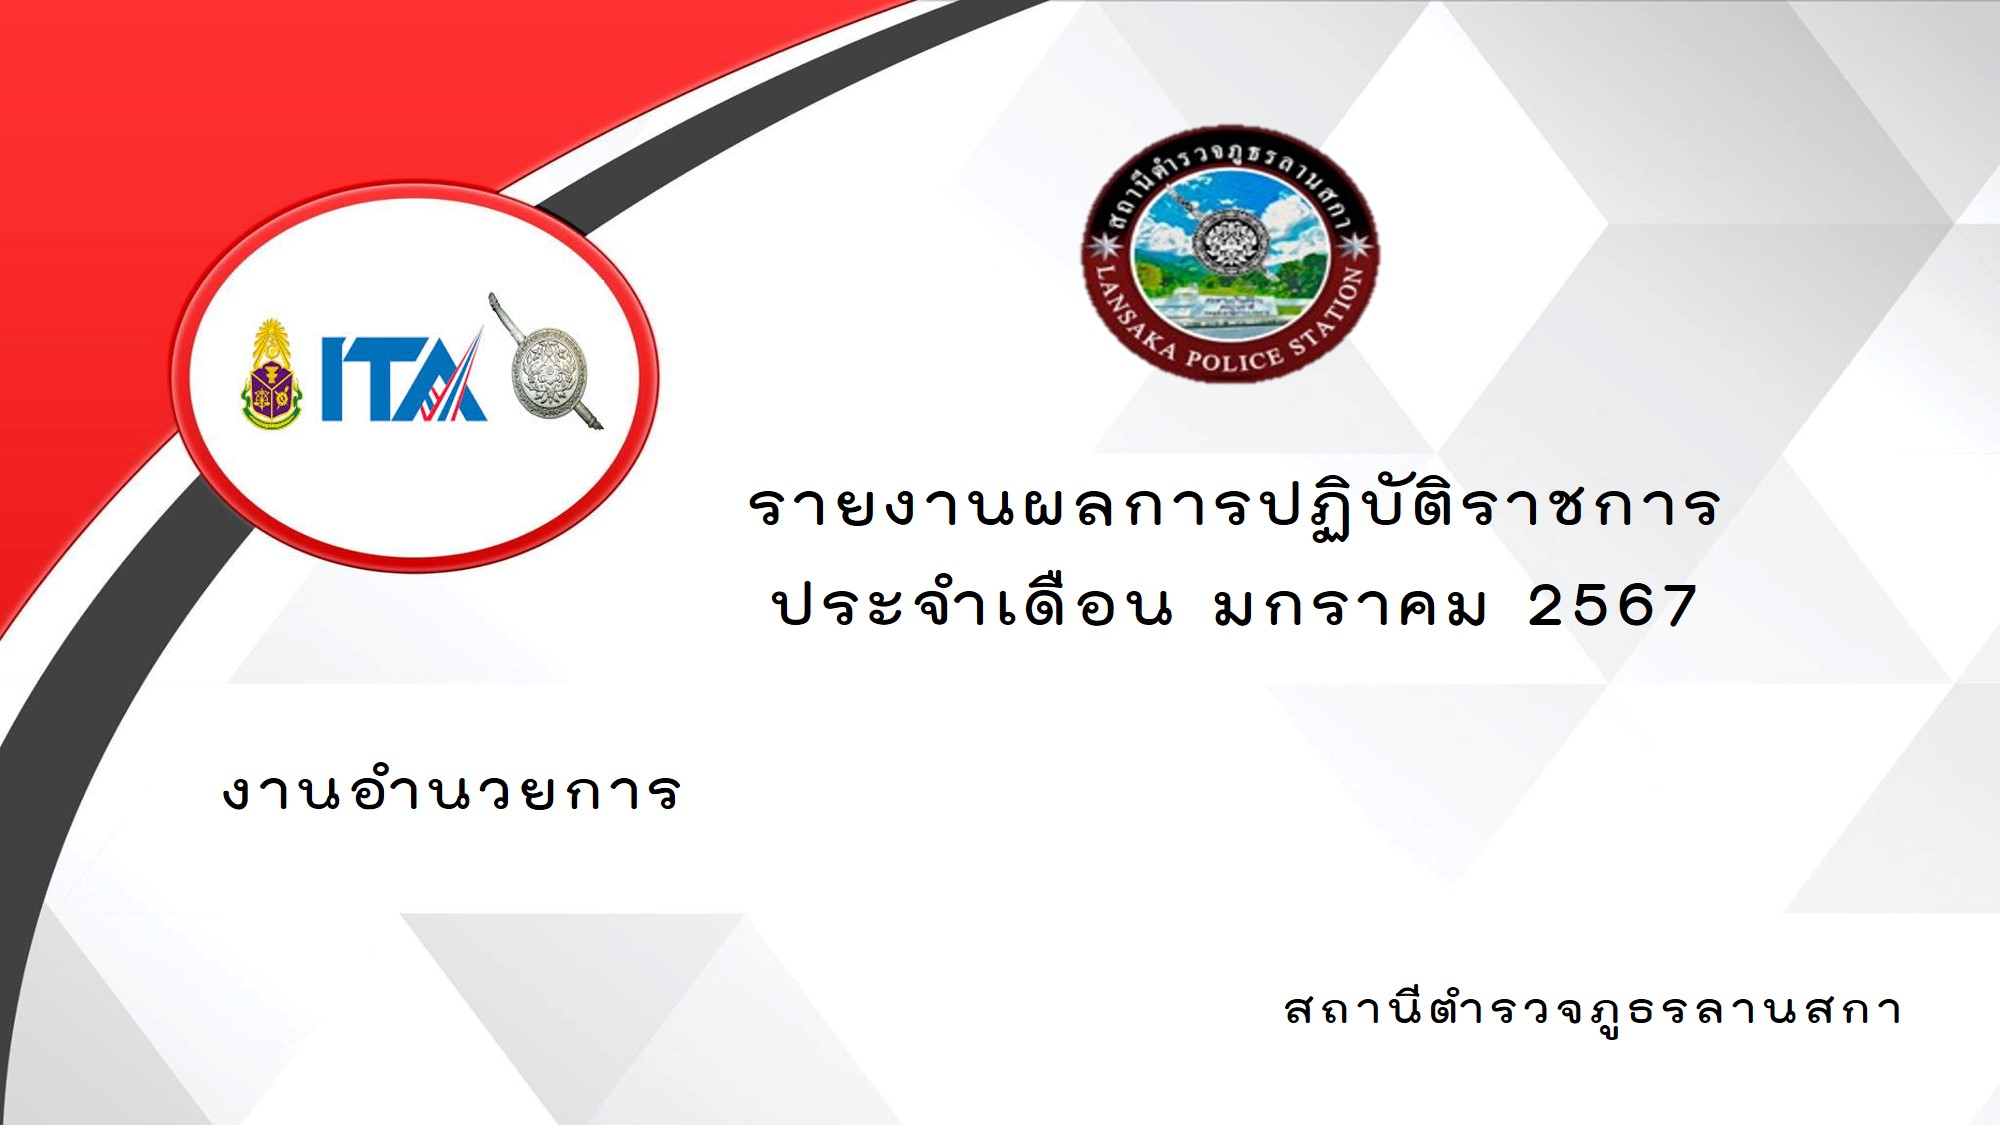 สถานีตำรวจภูธรลานสกา
LANSAKA POLICE STATION
ITA
รายงานผลการปฏิบัติราชการ
ประจำเดือน มกราคม 2567
งานอำนวยการ
สถานีตำรวจภูธรลานสกา